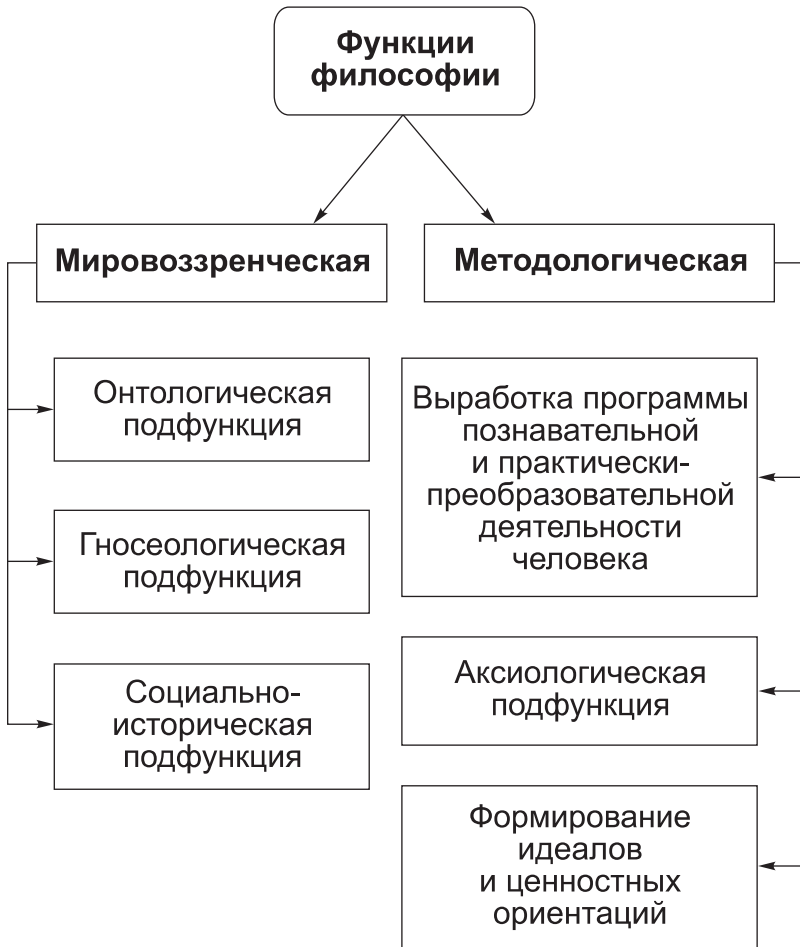 Функции
философии
Мировоззренческая
Методологическая
Онтологическая
подфункция
Гносеологическая
подфункция
Социально-
историческая
подфункция
Выработка программы
познавательной
и практически-
преобразовательной
деятельности
человека
Аксиологическая
подфункция
Формирование
идеалов
и ценностных
ориентаций